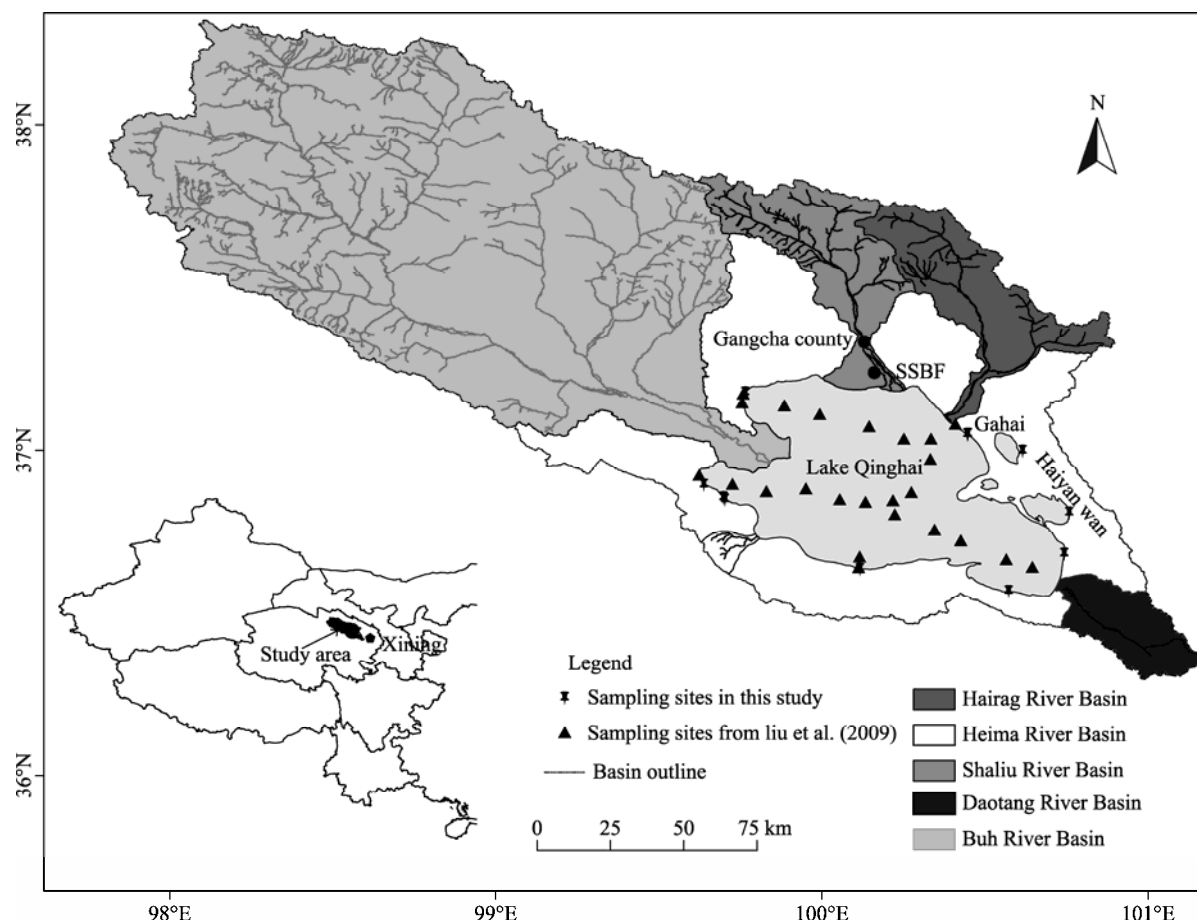 38°N
N
Gangcha county
SSBF
37°N
Gahai
Lake Qinghai
Haiyan wan
Study area
Xining
Legend
Sampling sites in this study
Sampling sites from liu et al. (2009)
Basin outline
0 25 50 75 km
Hairag River Basin
Heima River Basin
Shaliu River Basin
Daotang River Basin
Buh River Basin
36°N
98°E 99°E 100°E 101°E